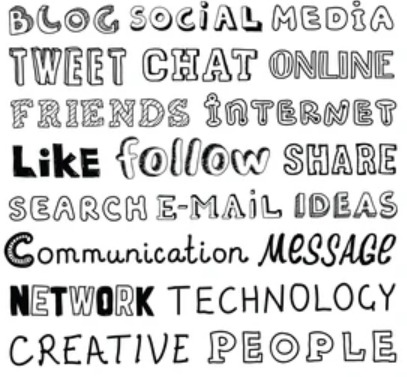 BLOG SOCiAL MEDiA
TWEET CHAT ONLINE
FRIENDS iNTERNET
LiKE follow SHARE
SEARCH E-MAiL IDEAS
Communication MESSAGE
NETWORK TECHNOLOGY
CREATIVE PEOPLE